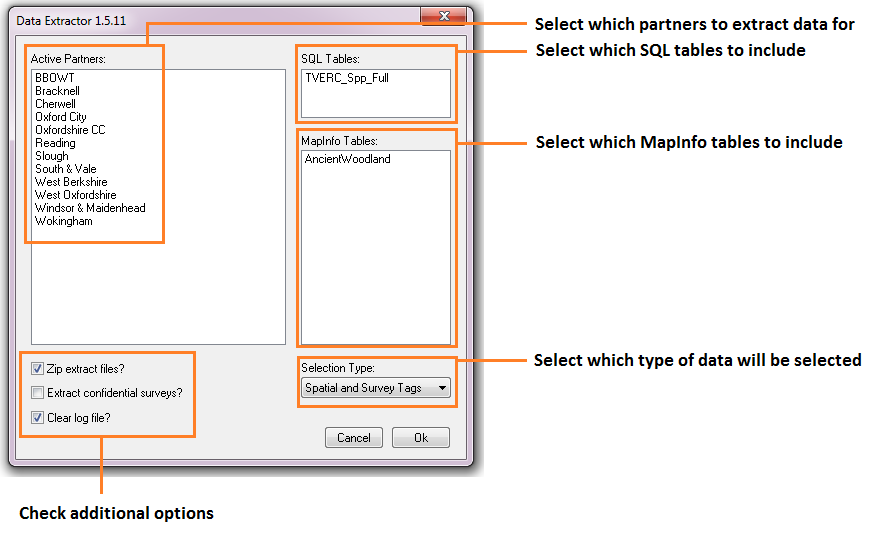 Data Extractor 1.5.11
Select which partners to extract data for
Select which SQL tables to include
Active Partners:
BBOWT
Bracknell
Cherwell
Oxford City
Oxfordshire CC
Reading
Slough
South & Vale
West Berkshire
West Oxfordshire
Windsor & Maidenhead
Wokingham
SQL Tables:
TVERC_Spp_Full
MapInfo Tables:
AncientWoodland
Select which MapInfo tables to include
Zip extract files?
Extract confidential surveys?
Clear log file?
Selection Type:
Spatial and Survey Tags
Select which type of data will be selected
Cancel
Ok
Check additional options